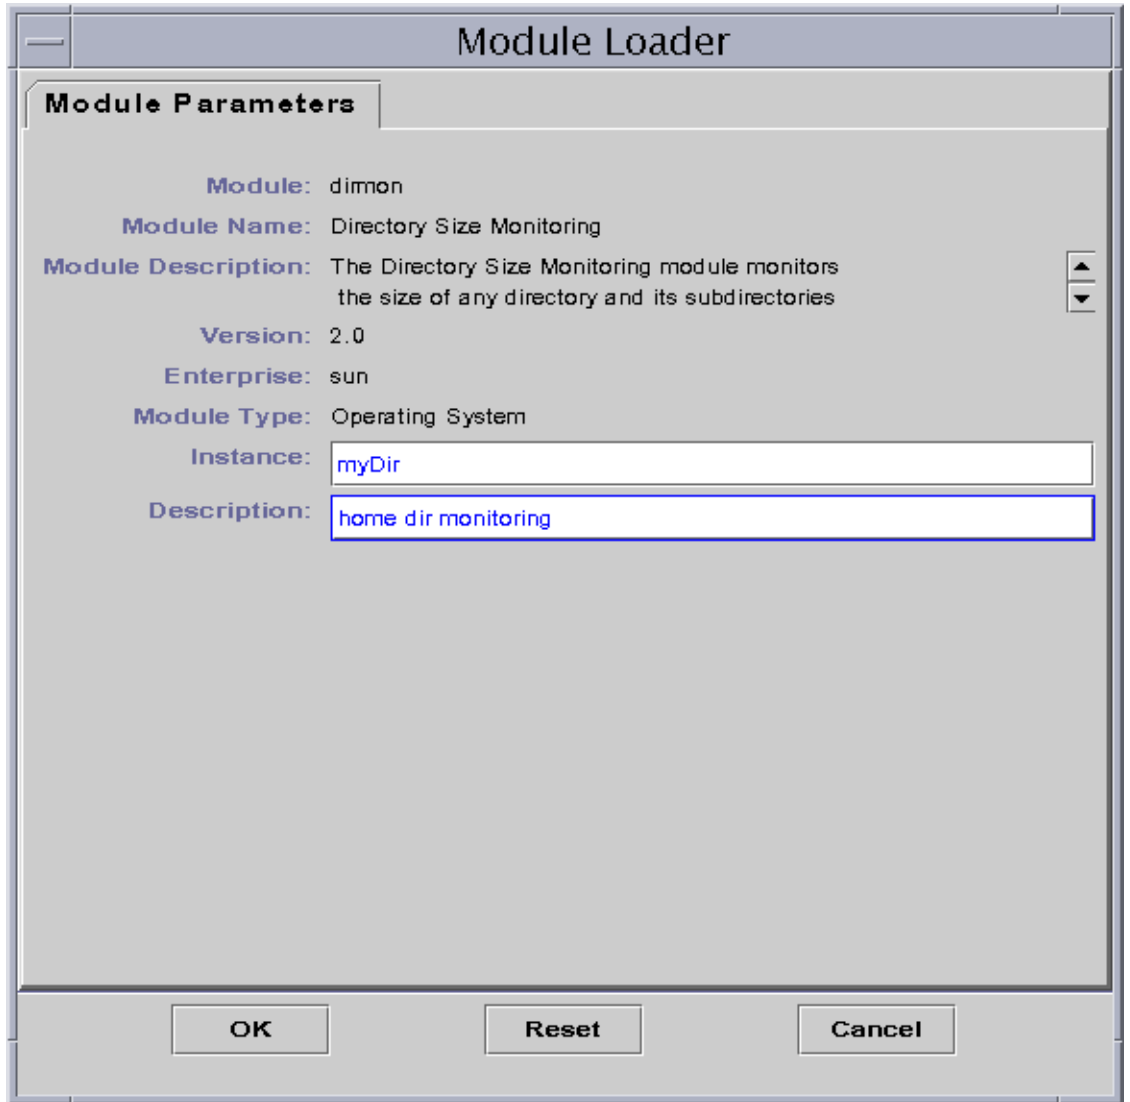 Module Loader
Module Parameters
Module: dirmon
Module Name: Directory Size Monitoring
Module Description: The Directory Size Monitoring module monitors
the size of any directory and its subdirectories
Version: 2.0
Enterprise: sun
Module Type: Operating System
Instance: myDir
Description: home dir monitoring
OK Reset Cancel